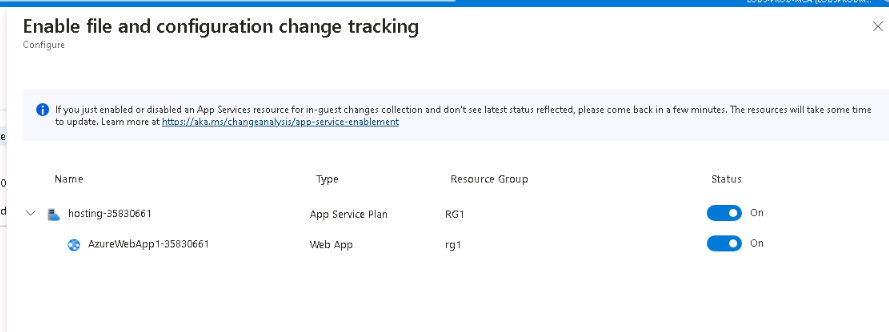 Enable file and configuration change tracking
Configure
If you just enabled or disabled an App Services resource for in-guest changes collection and don't see latest status reflected, please come back in a few minutes. The resources will take some time
to update. Learn more at https://aka.ms/changeanalysis/app-service-enablement
Name Type Resource Group Status
hosting-35830661 App Service Plan RG1 On
AzureWebApp1-35830661 Web App rg1 On